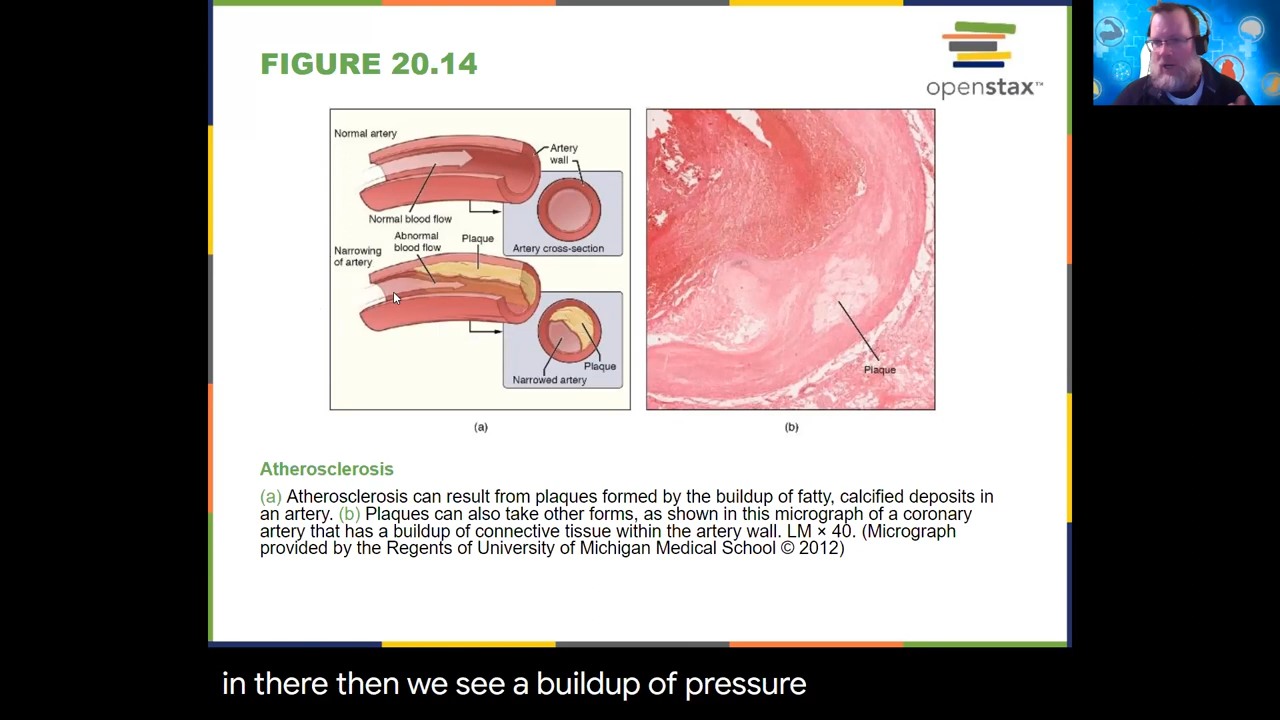 FIGURE 20.14
openstax™
Normal artery
Artery
wall
Normal blood flow
Artery cross-section
Abnormal
blood flow
Plaque
Narrowing
of artery
Plaque
Narrowed artery
(a)
Plaque
(b)
Atherosclerosis
(a) Atherosclerosis can result from plaques formed by the buildup of fatty, calcified deposits in
an artery. (b) Plaques can also take other forms, as shown in this micrograph of a coronary
artery that has a buildup of connective tissue within the artery wall. LM × 40. (Micrograph
provided by the Regents of University of Michigan Medical School © 2012)
in there then we see a buildup of pressure